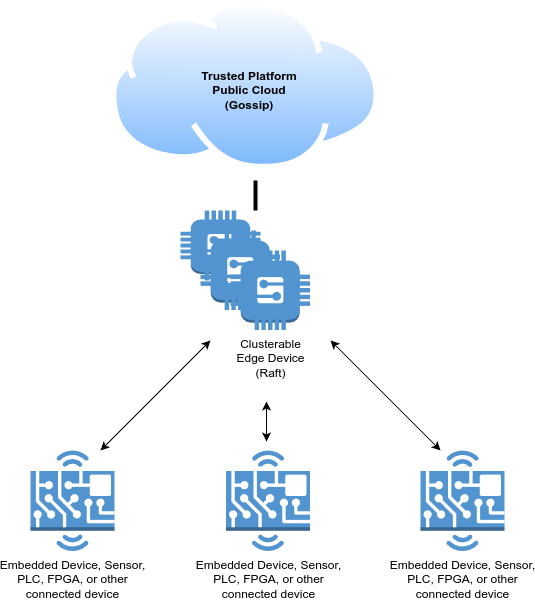 Trusted Platform
Public Cloud
(Gossip)
Clusterable
Edge Device
(Raft)
Embedded Device, Sensor,
PLC, FPGA, or other
connected device
Embedded Device, Sensor,
PLC, FPGA, or other
connected device
Embedded Device, Sensor,
PLC, FPGA, or other
connected device